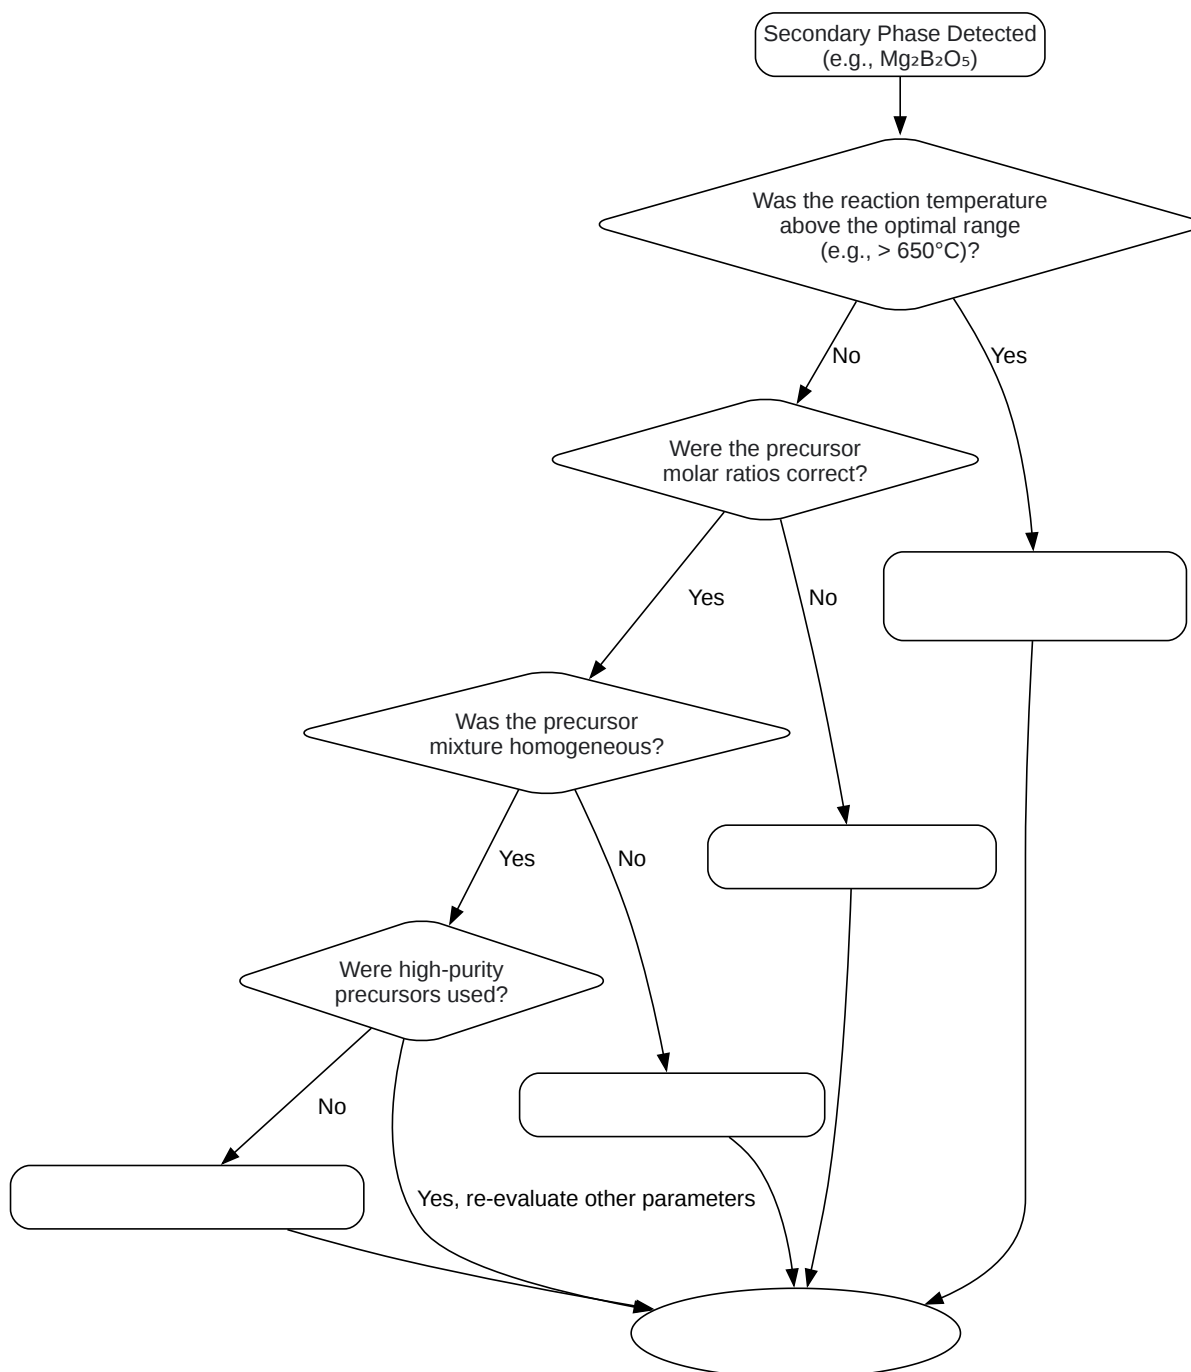 Secondary Phase Detected
(e.g., Mg₂B₂O₅)
Was the reaction temperature
above the optimal range
(e.g., > 650°C)?
No
Yes
Were the precursor
molar ratios correct?
Yes
No
Was the precursor
mixture homogeneous?
Yes
No
Were high-purity
precursors used?
No
Yes, re-evaluate other parameters